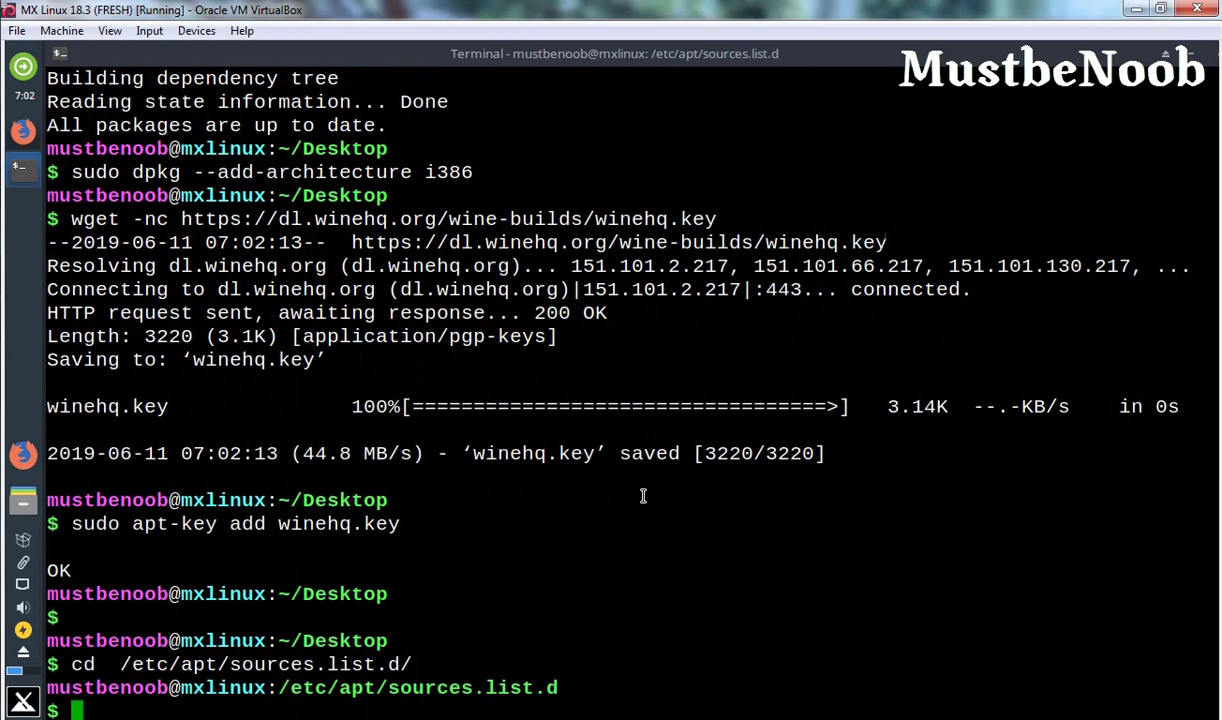 MX Linux 18.3 (FRESH) [Running] - Oracle VM VirtualBox
File Machine View Input Devices Help
Terminal - mustbenoob@mxlinux: /etc/apt/sources.list.d
MustbeNoob
7:02
Building dependency tree
Reading state information... Done
All packages are up to date.
mustbenoob@mxlinux:~/Desktop
$ sudo dpkg --add-architecture i386
mustbenoob@mxlinux:~/Desktop
$ wget -nc https://dl.winehq.org/wine-builds/winehq.key
--2019-06-11 07:02:13--  https://dl.winehq.org/wine-builds/winehq.key
Resolving dl.winehq.org (dl.winehq.org)... 151.101.2.217, 151.101.66.217, 151.101.130.217, ...
Connecting to dl.winehq.org (dl.winehq.org)|151.101.2.217|:443... connected.
HTTP request sent, awaiting response... 200 OK
Length: 3220 (3.1K) [application/pgp-keys]
Saving to: ‘winehq.key’
winehq.key 100%[==================================>] 3.14K --.-KB/s in 0s
2019-06-11 07:02:13 (44.8 MB/s) - ‘winehq.key’ saved [3220/3220]
mustbenoob@mxlinux:~/Desktop
$ sudo apt-key add winehq.key
OK
mustbenoob@mxlinux:~/Desktop
$
mustbenoob@mxlinux:~/Desktop
$ cd  /etc/apt/sources.list.d/
mustbenoob@mxlinux:/etc/apt/sources.list.d
$